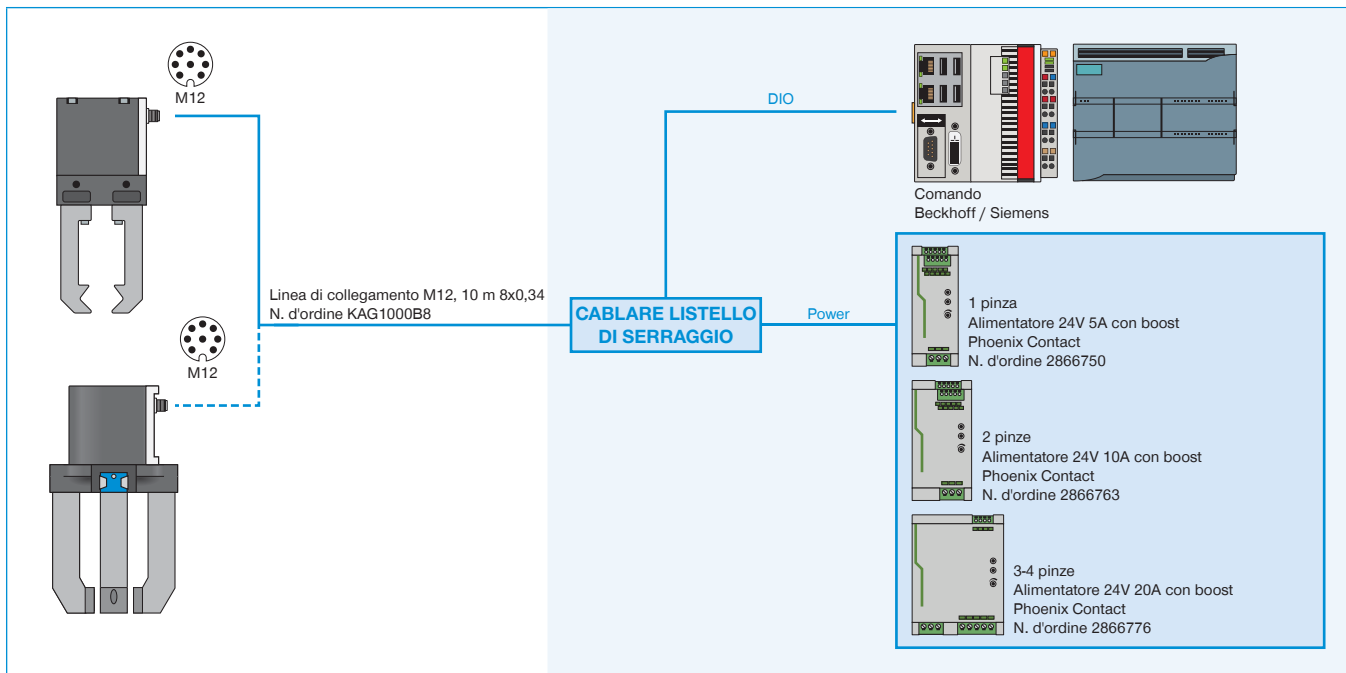 M12
M12
Linea di collegamento M12, 10 m 8x0,34
N. d'ordine KAG1000B8
CABLARE LISTELLO
DI SERRAGGIO
DIO
Power
Comando
Beckhoff / Siemens
1 pinza
Alimentatore 24V 5A con boost
Phoenix Contact
N. d'ordine 2866750
2 pinze
Alimentatore 24V 10A con boost
Phoenix Contact
N. d'ordine 2866763
3-4 pinze
Alimentatore 24V 20A con boost
Phoenix Contact
N. d'ordine 2866776